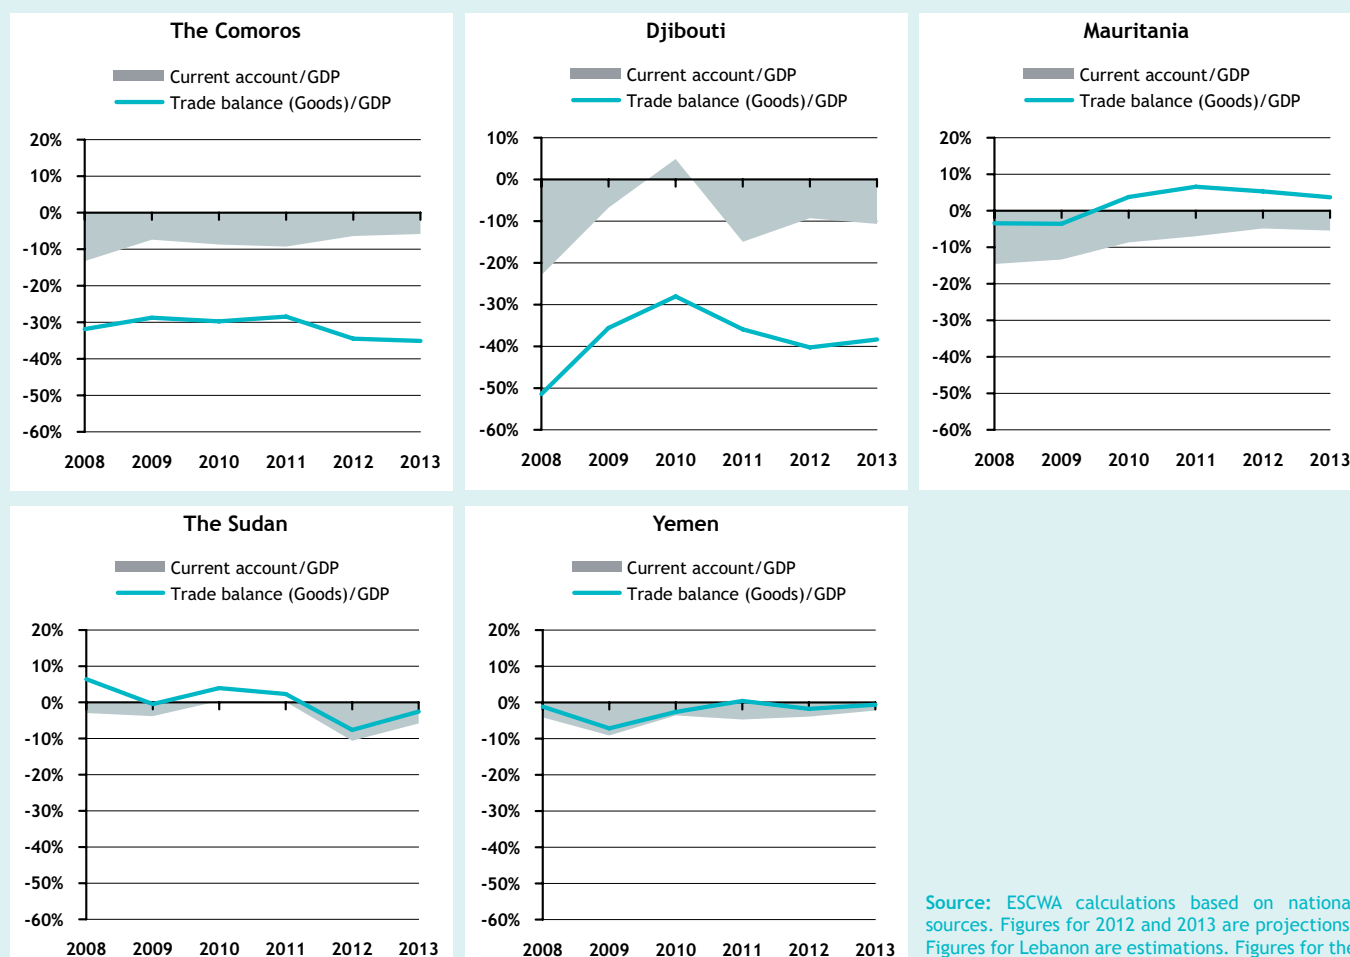 The Comoros
Current account/GDP
Trade balance (Goods)/GDP
20%
10%
0%
-10%
-20%
-30%
-40%
-50%
-60%
2008 2009 2010 2011 2012 2013
Djibouti
Current account/GDP
Trade balance (Goods)/GDP
10%
0%
-10%
-20%
-30%
-40%
-50%
-60%
2008 2009 2010 2011 2012 2013
Mauritania
Current account/GDP
Trade balance (Goods)/GDP
20%
10%
0%
-10%
-20%
-30%
-40%
-50%
-60%
2008 2009 2010 2011 2012 2013
The Sudan
Current account/GDP
Trade balance (Goods)/GDP
20%
10%
0%
-10%
-20%
-30%
-40%
-50%
-60%
2008 2009 2010 2011 2012 2013
Yemen
Current account/GDP
Trade balance (Goods)/GDP
20%
10%
0%
-10%
-20%
-30%
-40%
-50%
-60%
2008 2009 2010 2011 2012 2013
Source: ESCWA calculations based on nationa
sources. Figures for 2012 and 2013 are projections
Figures for Lebanon are estimations. Figures for the